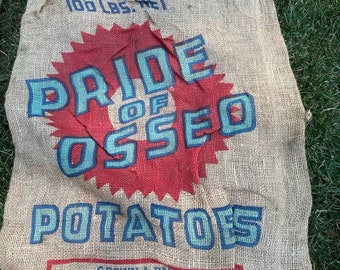 100 LBS. NET
PRIDE
OF
OSSEO
POTATOES